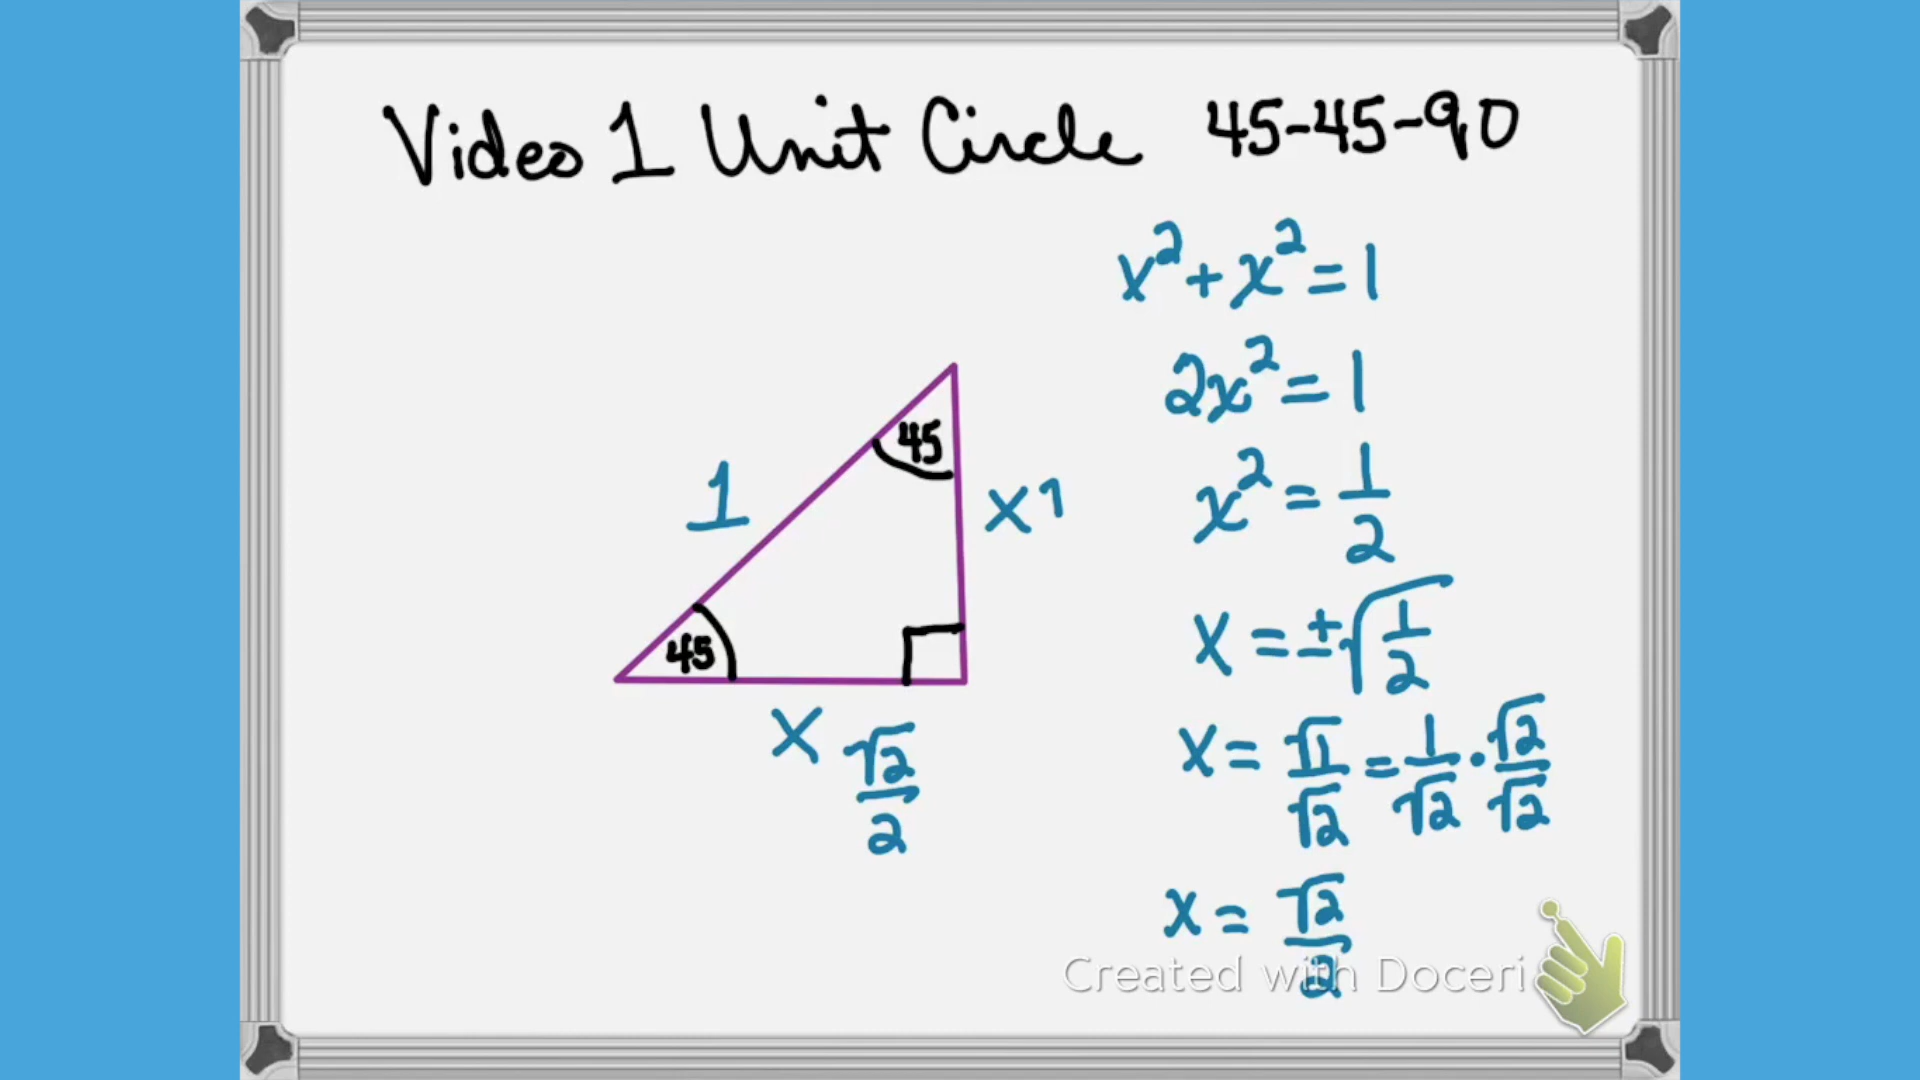 Video 1 Unit Circle 45-45-90
x²+x²=1
2x²=1
45
1
x
x²=1/2
45
x=±√(1/2)
x √2/2
x=√1/√2=1/√2·√2/√2
x=√2/2
Created with Doceri